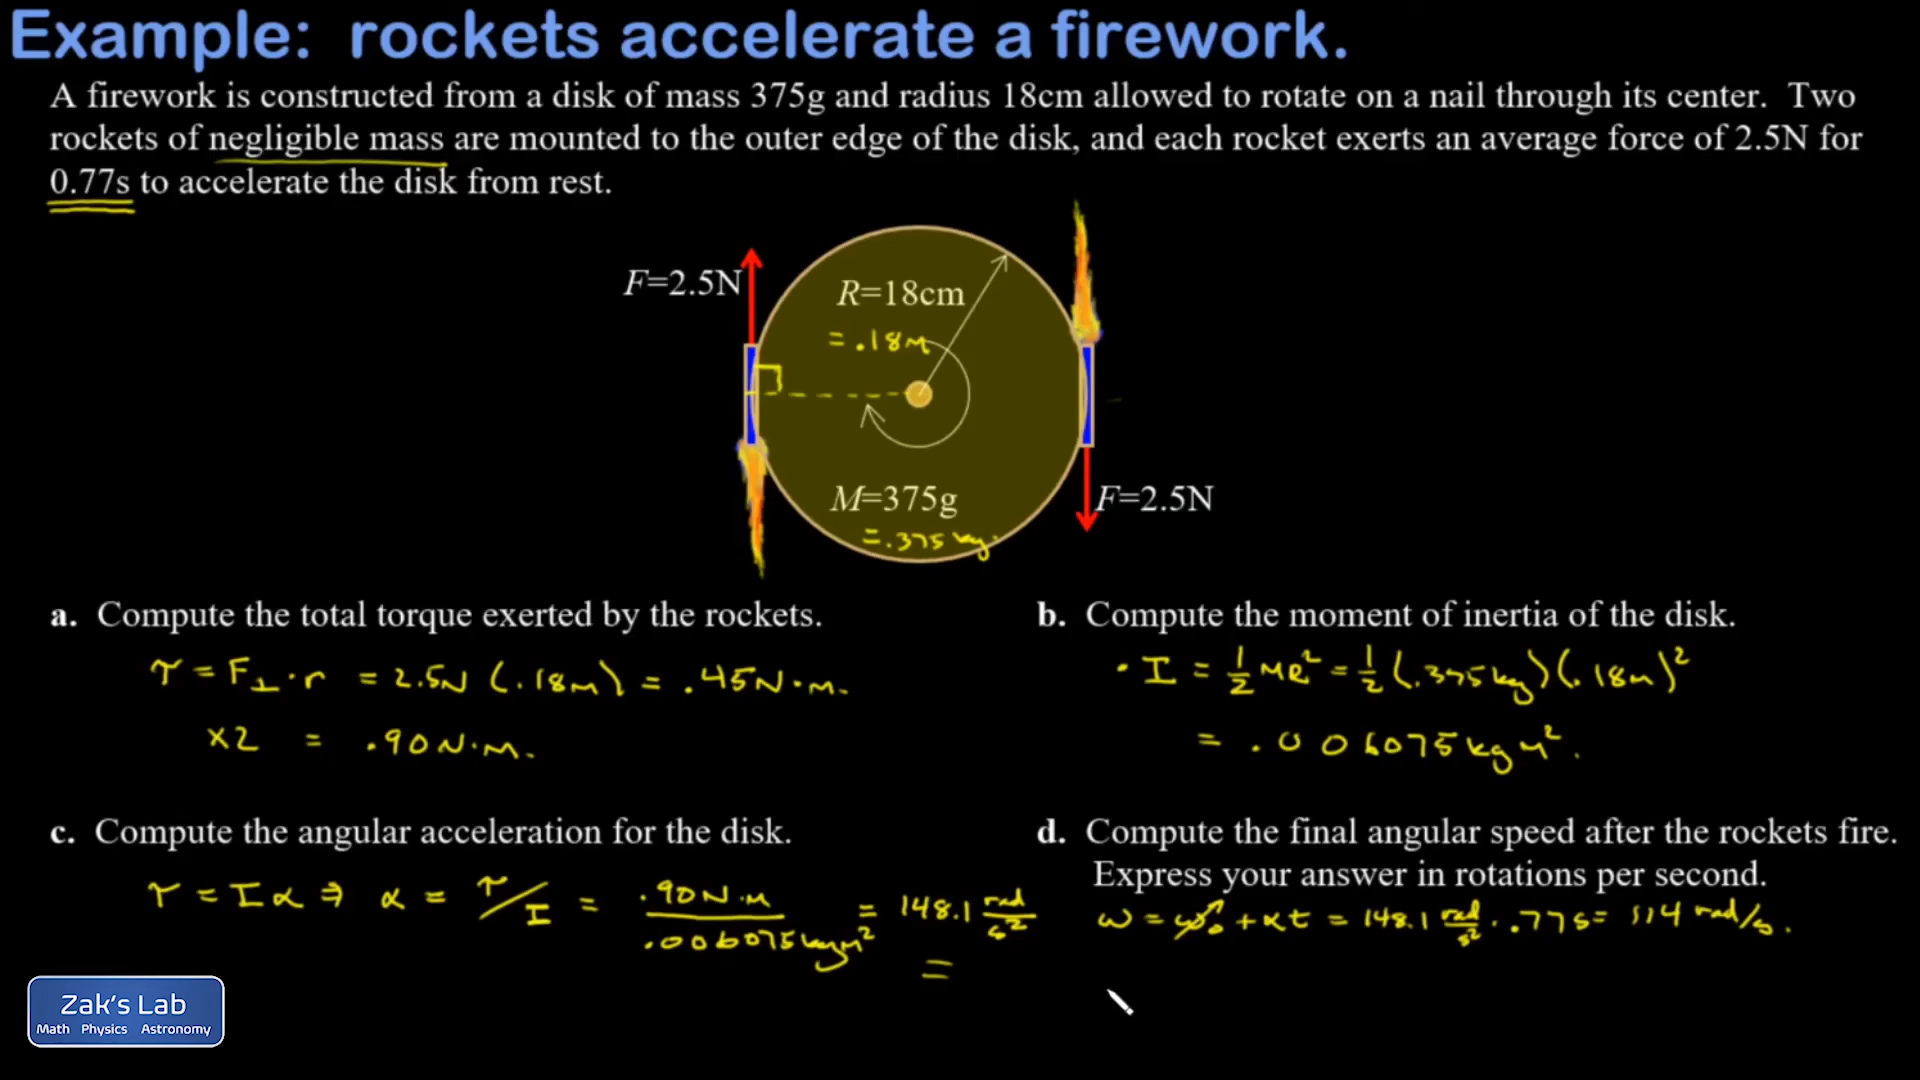 Example: rockets accelerate a firework.
A firework is constructed from a disk of mass 375g and radius 18cm allowed to rotate on a nail through its center. Two
rockets of negligible mass are mounted to the outer edge of the disk, and each rocket exerts an average force of 2.5N for
0.77s to accelerate the disk from rest.
F=2.5N
R=18cm
= .18m
M=375g
= .375 kg.
F=2.5N
a. Compute the total torque exerted by the rockets.
τ = F⊥ · r = 2.5N (.18m) = .45N·m.
x2 = .90N·m.
b. Compute the moment of inertia of the disk.
· I = 1/2 MR² = 1/2 (.375kg)(.18m)²
= .006075 kg m².
c. Compute the angular acceleration for the disk.
τ = Iα ⇒ α = τ/I = .90N·m / .006075 kg m² = 148.1 rad/s²
=
d. Compute the final angular speed after the rockets fire.
Express your answer in rotations per second.
ω = ω₀ + αt = 148.1 rad/s² · .77s = 114 rad/s.
Zak's Lab
Math Physics Astronomy